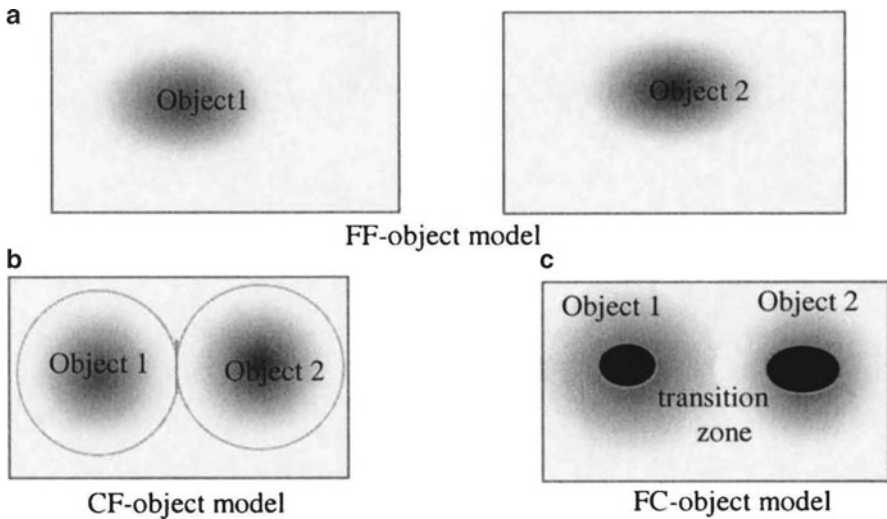 a
Object1
Object 2
FF-object model
b
Object 1
Object 2
CF-object model
c
Object 1
Object 2
transition
zone
FC-object model